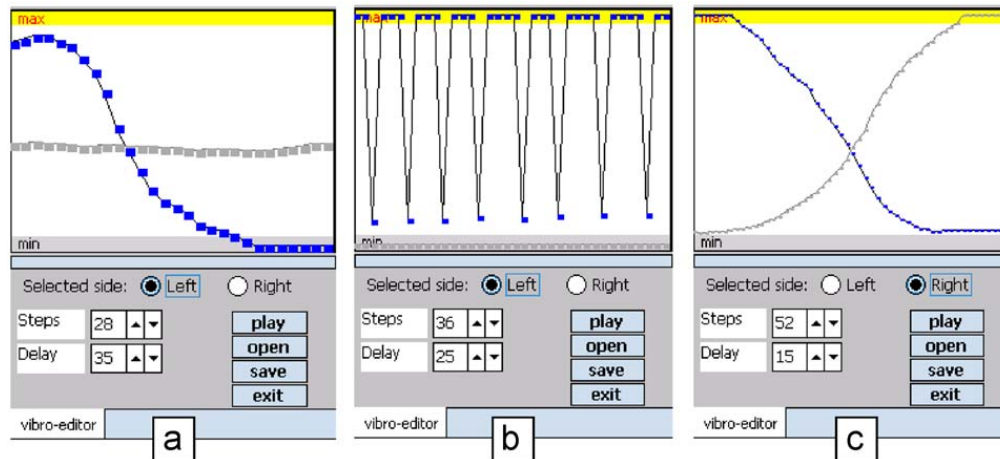 max
min
Selected side: Left Right
Steps 28
Delay 35
play
open
save
exit
vibro-editor
a
max
min
Selected side: Left Right
Steps 36
Delay 25
play
open
save
exit
vibro-editor
b
max
min
Selected side: Left Right
Steps 52
Delay 15
play
open
save
exit
vibro-editor
c